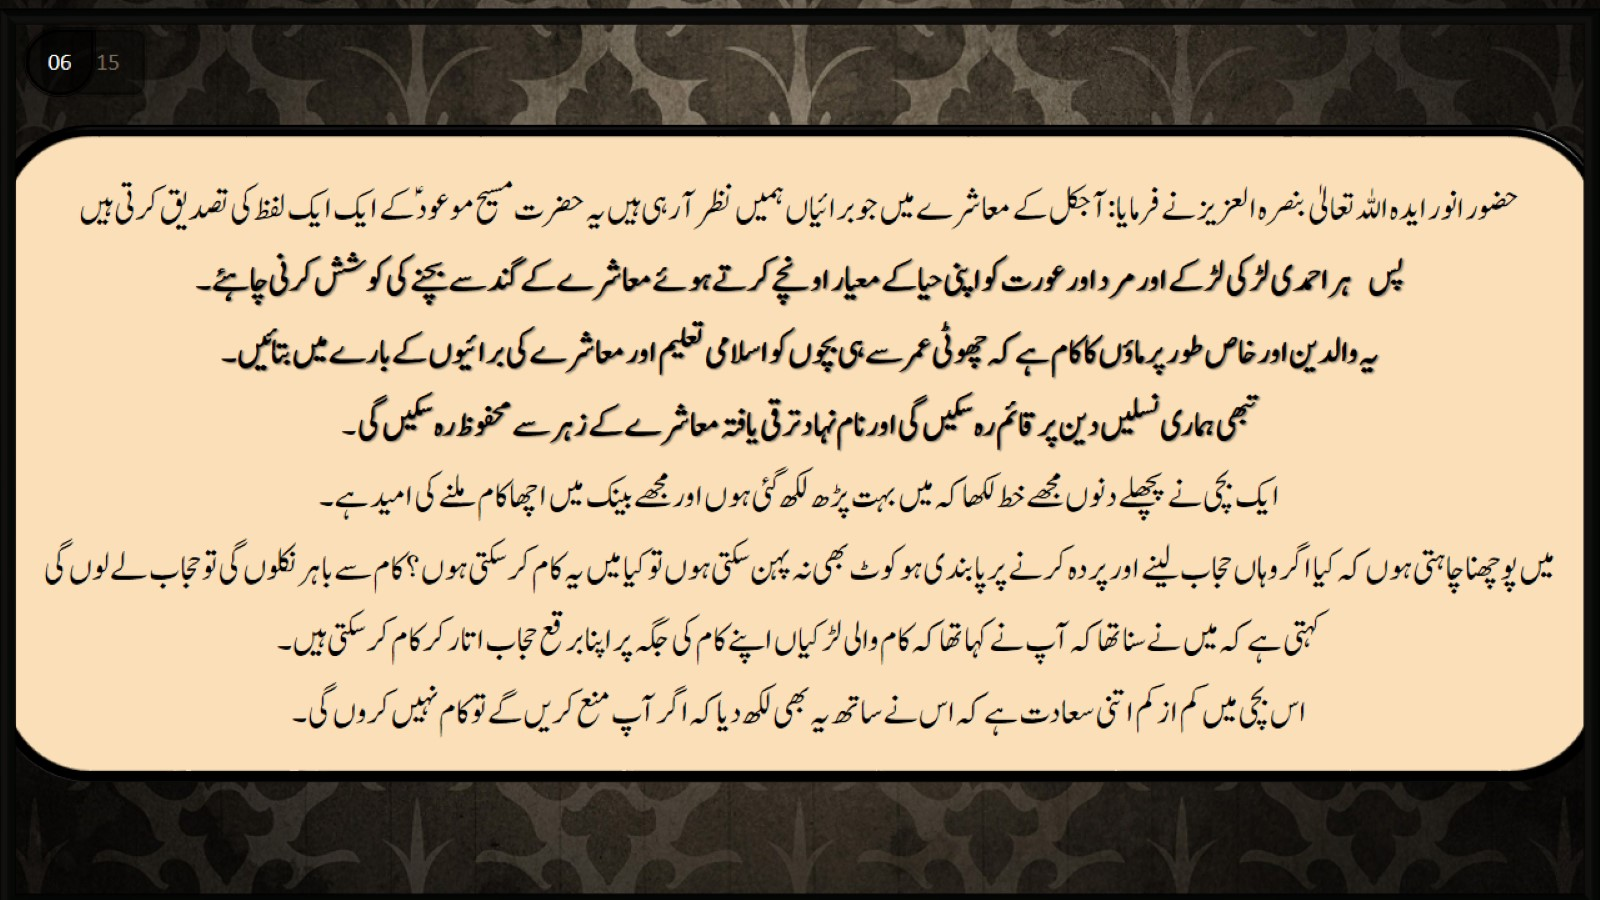 06 15
حضور انور ایدہ اللہ تعالیٰ بنصرہ العزیز نے فرمایا: آجکل کے معاشرے میں جو برائیاں ہمیں نظر آ رہی ہیں یہ حضرت مسیح موعودؑ کے ایک ایک لفظ کی تصدیق کرتی ہیں
پس ہر احمدی لڑکی لڑکے اور مرد اور عورت کو اپنی حیا کے معیار اونچے کرتے ہوئے معاشرے کے گند سے بچنے کی کوشش کرنی چاہئے۔
یہ والدین اور خاص طور پر ماؤں کا کام ہے کہ چھوٹی عمر سے ہی بچوں کو اسلامی تعلیم اور معاشرے کی برائیوں کے بارے میں بتائیں۔
تبھی ہماری نسلیں دین پر قائم رہ سکیں گی اور نام نہاد ترقی یافتہ معاشرے کے زہر سے محفوظ رہ سکیں گی۔
ایک بچی نے پچھلے دنوں مجھے خط لکھا کہ میں بہت پڑھ لکھ گئی ہوں اور مجھے بینک میں اچھا کام ملنے کی امید ہے۔
میں پوچھنا چاہتی ہوں کہ کیا اگر وہاں حجاب لینے اور پردہ کرنے پر پابندی ہو کوٹ بھی نہ پہن سکتی ہوں تو کیا میں یہ کام کر سکتی ہوں؟ کام سے باہر نکلوں گی تو حجاب لے لوں گی
کہتی ہے کہ میں نے سنا تھا کہ آپ نے کہا تھا کہ کام والی لڑکیاں اپنے کام کی جگہ پر اپنا برقع حجاب اتار کر کام کر سکتی ہیں۔
اس بچی میں کم از کم اتنی سعادت ہے کہ اس نے ساتھ یہ بھی لکھ دیا کہ اگر آپ منع کریں گے تو کام نہیں کروں گی۔